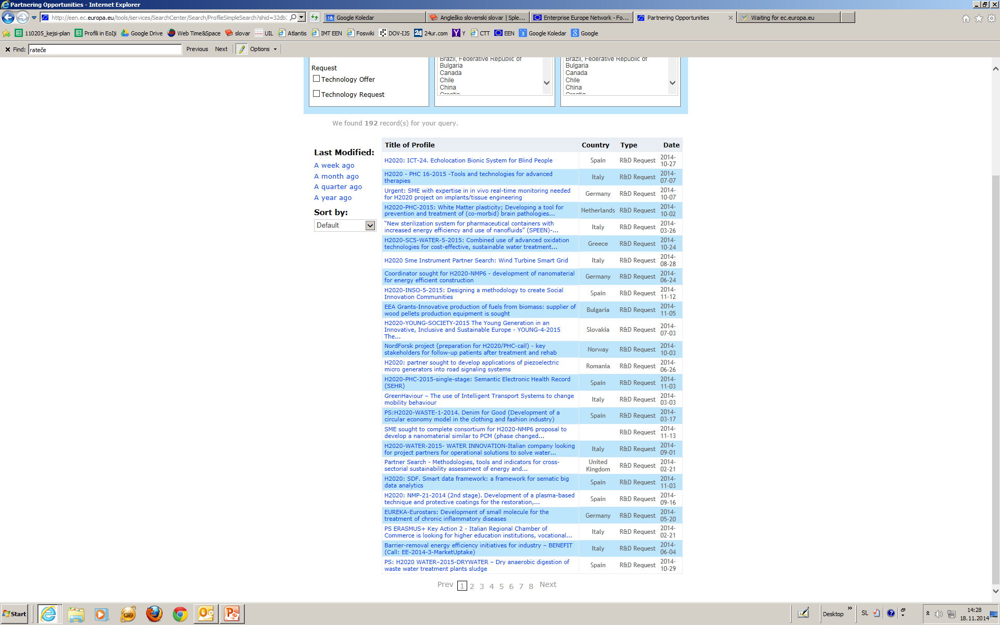 Partnering Opportunities - Internet Explorer
http://een.ec.europa.eu/tools/services/SearchCenter/Search/ProfileSimpleSearch?shid=32db
18 Google Koledar
Angleško slovenski slovar | Sple...
Enterprise Europe Network - Fo...
Partnering Opportunities
Waiting for ec.europa.eu
110205_kejsi-plan
Profili in EoIji
Google Drive
Web Time&Space
slovar
UIL
Atlantis
IMT EEN
Foswiki
DOV-IJS
24 24ur.com
Y
CTT
EEN
3 Google Koledar
8 Google
Find: rateče
Previous
Next
Options
Request
Technology Offer
Technology Request
Brazil, Federative Republic of
Bulgaria
Canada
Chile
China
Croatia
Brazil, Federative Republic of
Bulgaria
Canada
Chile
China
Croatia
We found 192 record(s) for your query.
Last Modified:
A week ago
A month ago
A quarter ago
A year ago
Sort by:
Default
Title of Profile Country Type Date
H2020: ICT-24. Echolocation Bionic System for Blind People Spain R&D Request 2014-
10-27
H2020 - PHC 16-2015 -Tools and technologies for advanced
therapies Italy R&D Request 2014-
07-07
Urgent: SME with expertise in in vivo real-time monitoring needed
for H2020 project on implants/tissue engineering Germany R&D Request 2014-
10-07
H2020-PHC-2015: White Matter plasticity; Developing a tool for
prevention and treatment of (co-morbid) brain pathologies... Netherlands R&D Request 2014-
10-02
“New sterilization system for pharmaceutical containers with
increased energy efficiency and use of nanofluids” (SPEEN)-... Italy R&D Request 2014-
03-26
H2020-SC5-WATER-5-2015: Combined use of advanced oxidation
technologies for cost-effective, sustainable water treatment... Greece R&D Request 2014-
10-24
H2020 Sme Instrument Partner Search: Wind Turbine Smart Grid Italy R&D Request 2014-
08-28
Coordinator sought for H2020-NMP6 - development of nanomaterial
for energy efficient construction Germany R&D Request 2014-
06-24
H2020-INSO-5-2015: Designing a methodology to create Social
Innovation Communities Spain R&D Request 2014-
11-12
EEA Grants-Innovative production of fuels from biomass: supplier of
wood pellets production equipment is sought Bulgaria R&D Request 2014-
11-05
H2020-YOUNG-SOCIETY-2015 The Young Generation in an
Innovative, Inclusive and Sustainable Europe - YOUNG-4-2015
The... Slovakia R&D Request 2014-
07-03
NordForsk project (preparation for H2020/PHC-call) - key
stakeholders for follow-up patients after treatment and rehab Norway R&D Request 2014-
10-03
H2020: partner sought to develop applications of piezoelectric
micro generators into road signaling systems Romania R&D Request 2014-
06-26
H2020-PHC-2015-single-stage: Semantic Electronic Health Record
(SEHR) Spain R&D Request 2014-
11-03
GreenHaviour – The use of Intelligent Transport Systems to change
mobility behaviour Italy R&D Request 2014-
03-03
PS:H2020-WASTE-1-2014. Denim for Good (Development of a
circular economy model in the clothing and fashion industry) Spain R&D Request 2014-
03-17
SME sought to complete consortium for H2020-NMP6 proposal to
develop a nanomaterial similar to PCM (phase changed... R&D Request 2014-
11-13
H2020-WATER-2015- WATER INNOVATION-Italian company looking
for project partners for operational solutions to solve water... Italy R&D Request 2014-
09-01
Partner Search - Methodologies, tools and indicators for cross-
sectorial sustainability assessment of energy and... United Kingdom R&D Request 2014-
02-21
H2020: SDF. Smart data framework: a framework for sematic big
data analytics Spain R&D Request 2014-
11-03
H2020: NMP-21-2014 (2nd stage). Development of a plasma-based
technique and protective coatings for the restoration,... Spain R&D Request 2014-
09-16
EUREKA-Eurostars: Development of small molecule for the
treatment of chronic inflammatory diseases Germany R&D Request 2014-
05-20
PS ERASMUS+ Key Action 2 - Italian Regional Chamber of
Commerce is looking for higher education institutions, vocational... Italy R&D Request 2014-
02-21
Barrier-removal energy efficiency initiatives for industry – BENEFIT
(Call: EE-2014-3-MarketUptake) Italy R&D Request 2014-
06-04
PS: H2020 WATER–2015-DRYWATER – Dry anaerobic digestion of
waste water treatment plants sludge Spain R&D Request 2014-
10-29
Prev 1 2 3 4 5 6 7 8 Next
Start
Desktop
SL
14:28
18.11.2014